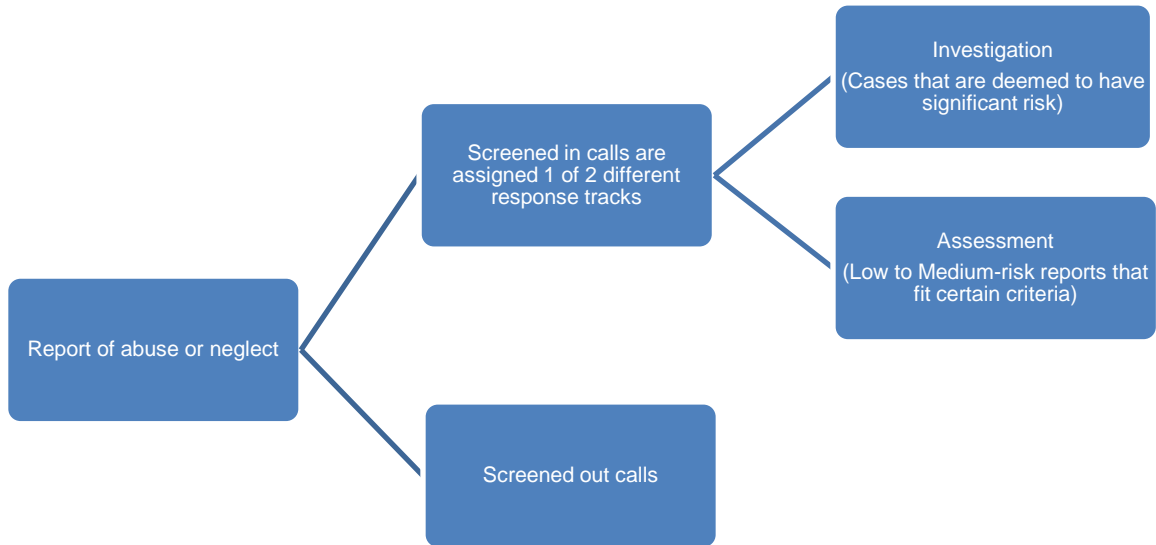 Report of abuse or neglect
Screened in calls are
assigned 1 of 2 different
response tracks
Investigation
(Cases that are deemed to have
significant risk)
Assessment
(Low to Medium-risk reports that
fit certain criteria)
Screened out calls